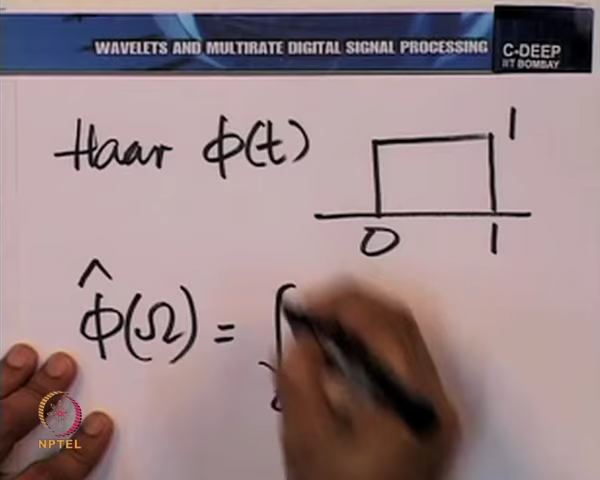 WAVELETS AND MULTIRATE DIGITAL SIGNAL PROCESSING
C-DEEP
IIT BOMBAY
Haar ϕ(t)
1
0 1
ϕ̂(Ω) = ∫
NPTEL